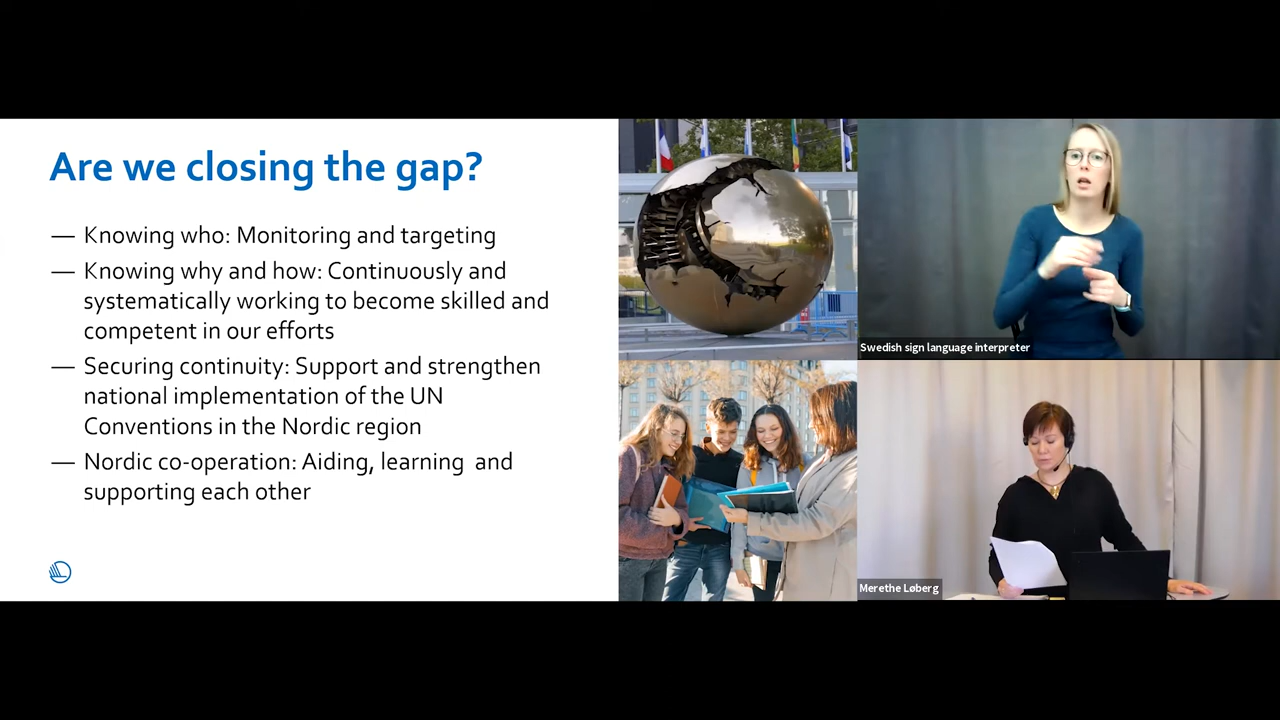 Are we closing the gap?
— Knowing who: Monitoring and targeting
— Knowing why and how: Continuously and
systematically working to become skilled and
competent in our efforts
— Securing continuity: Support and strengthen
national implementation of the UN
Conventions in the Nordic region
— Nordic co-operation: Aiding, learning  and
supporting each other
Swedish sign language interpreter
Merethe Løberg